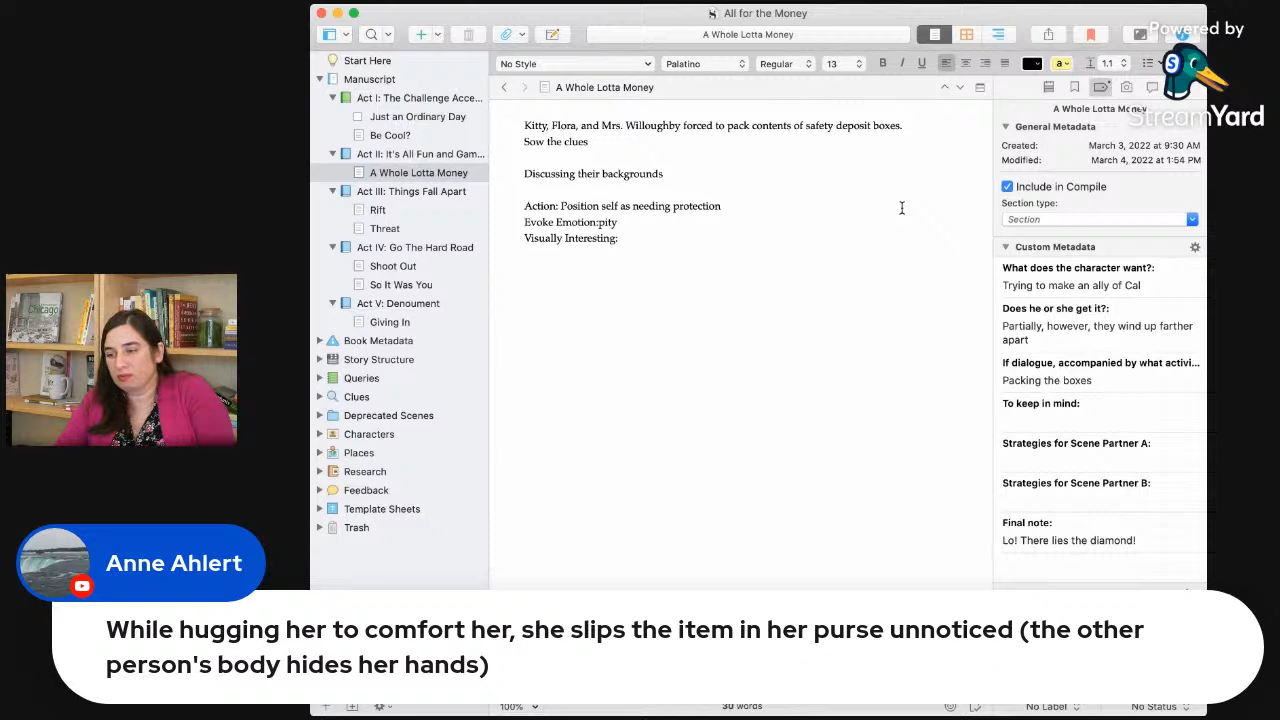 All for the Money
A Whole Lotta Money
No Style
Palatino
Regular
13
B
I
U
a
1.1
Powered by
StreamYard
Start Here
Manuscript
Act I: The Challenge Acce...
Just an Ordinary Day
Be Cool?
Act II: It's All Fun and Gam...
A Whole Lotta Money
Act III: Things Fall Apart
Rift
Threat
Act IV: Go The Hard Road
Shoot Out
So It Was You
Act V: Denoument
Giving In
Book Metadata
Story Structure
Queries
Clues
Deprecated Scenes
Characters
Places
Research
Feedback
Template Sheets
Trash
A Whole Lotta Money
Kitty, Flora, and Mrs. Willoughby forced to pack contents of safety deposit boxes.
Sow the clues
Discussing their backgrounds
Action: Position self as needing protection
Evoke Emotion:pity
Visually Interesting:
A Whole Lotta Money
General Metadata
Created: March 3, 2022 at 9:30 AM
Modified: March 4, 2022 at 1:54 PM
Include in Compile
Section type:
Section
Custom Metadata
What does the character want?:
Trying to make an ally of Cal
Does he or she get it?:
Partially, however, they wind up farther
apart
If dialogue, accompanied by what activi...
Packing the boxes
To keep in mind:
Strategies for Scene Partner A:
Strategies for Scene Partner B:
Final note:
Lo! There lies the diamond!
Chicago
Anne Ahlert
While hugging her to comfort her, she slips the item in her purse unnoticed (the other
person's body hides her hands)
100%
30 words
No Label
No Status